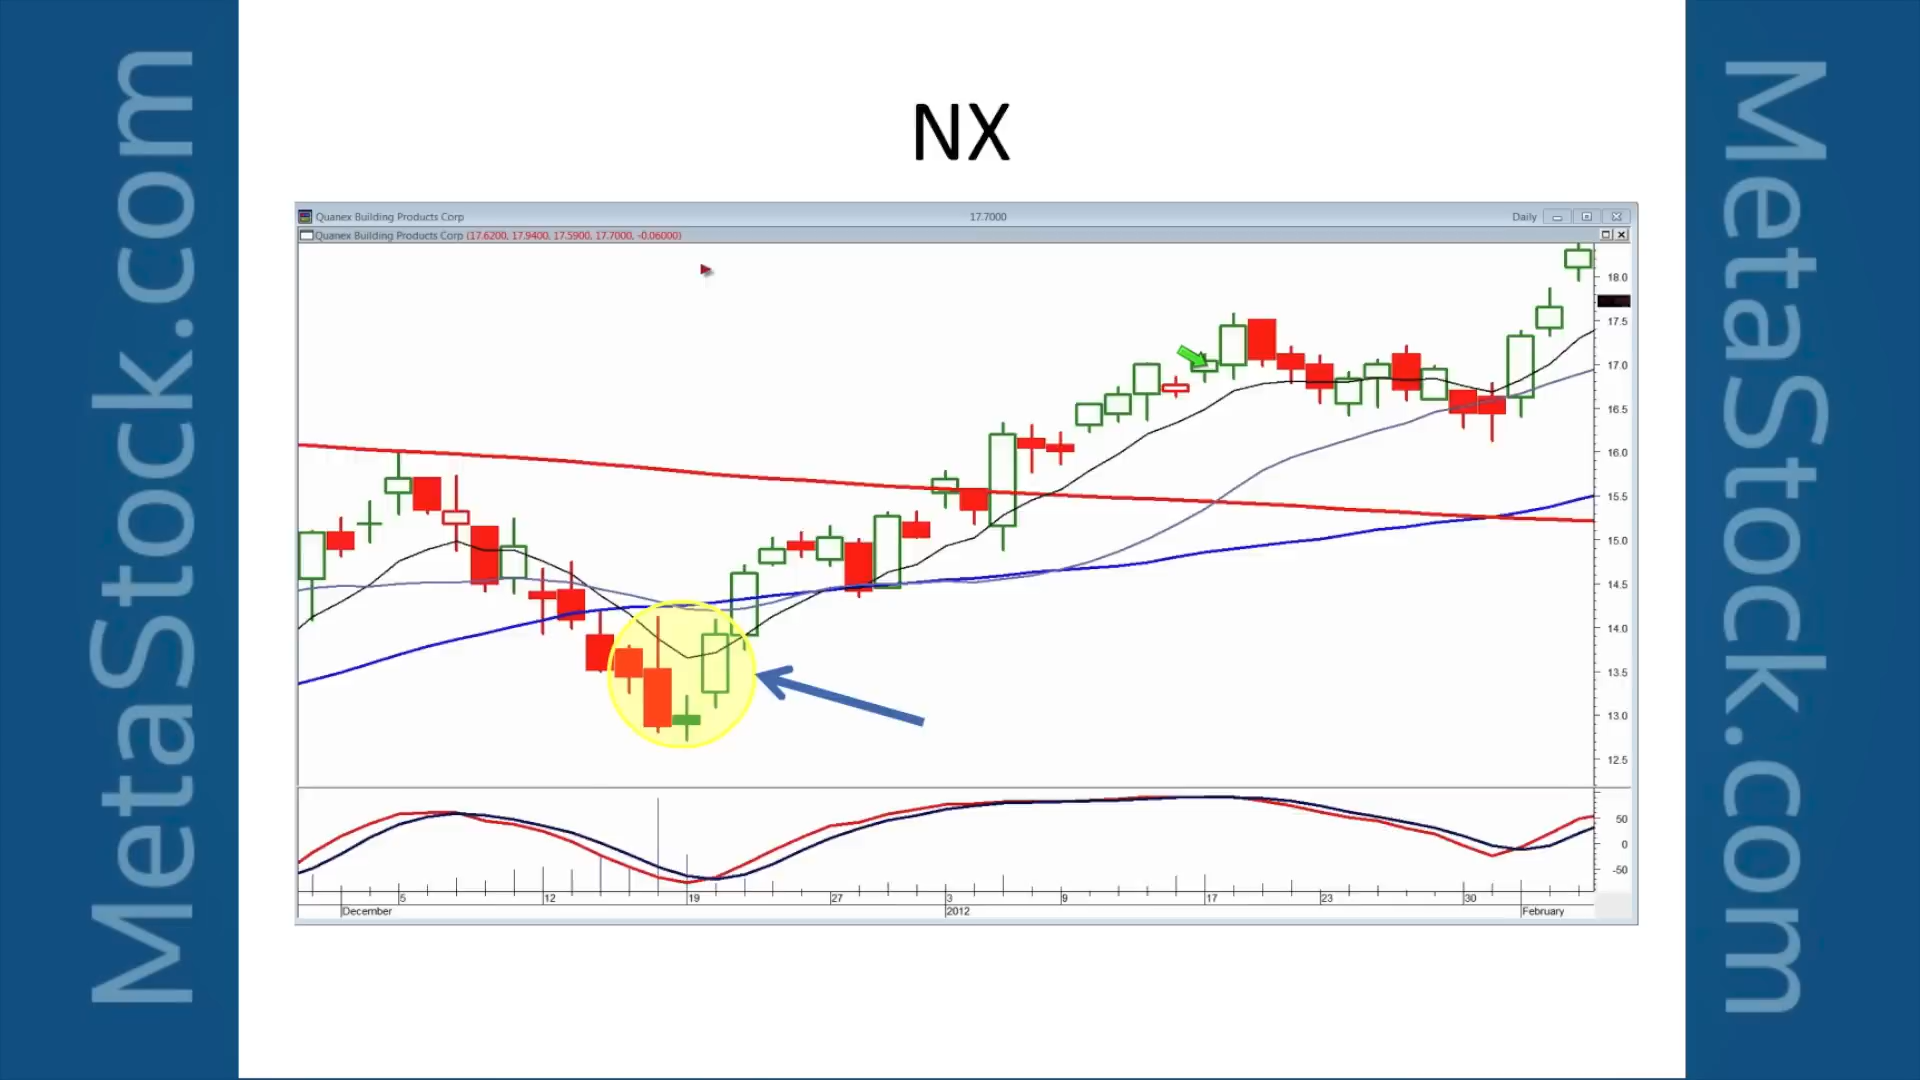 MetaStock.com
NX
Quanex Building Products Corp 17.7000 Daily
Quanex Building Products Corp (17.6200, 17.9400, 17.5900, 17.7000, -0.06000)
18.0
17.5
17.0
16.5
16.0
15.5
15.0
14.5
14.0
13.5
13.0
12.5
50
0
-50
5 12 19 27 3 9 17 23 30
December 2012 February
MetaStock.com